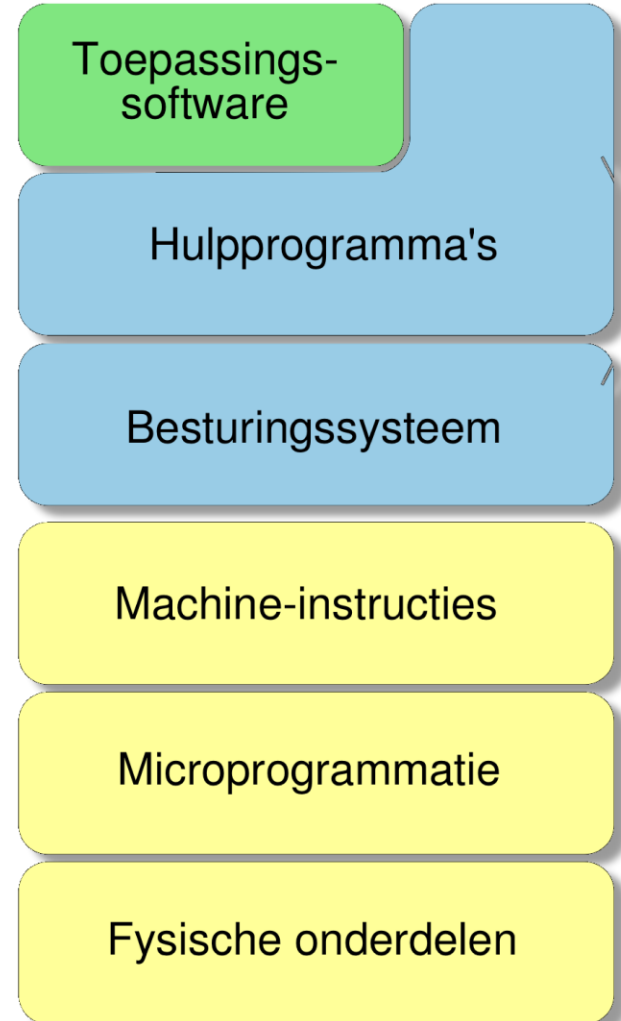 Toepassings-
software
Hulpprogramma's
Besturingssysteem
Machine-instructies
Microprogrammatie
Fysische onderdelen